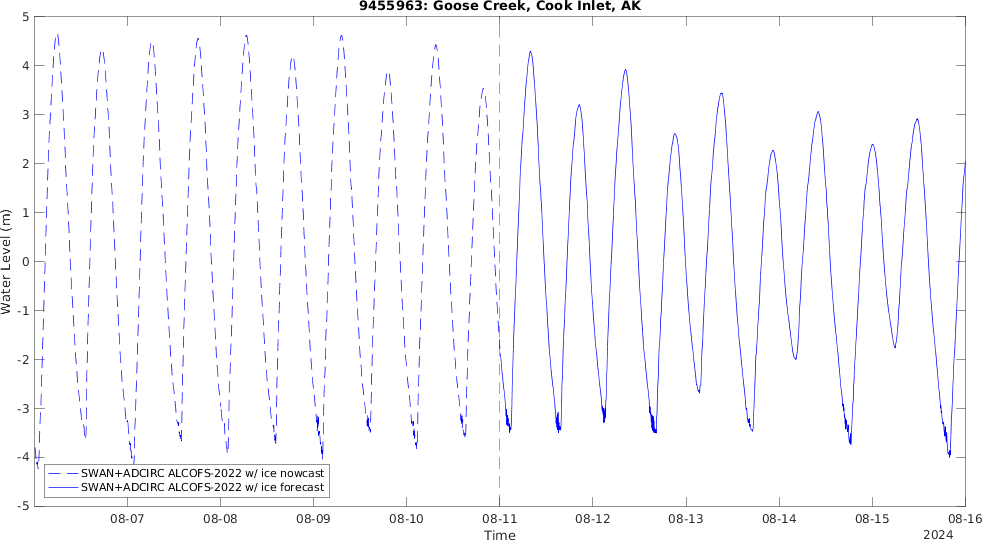 9455963: Goose Creek, Cook Inlet, AK
5
4
3
2
1
0
-1
-2
-3
-4
-5
Water Level (m)
SWAN+ADCIRC ALCOFS-2022 w/ ice nowcast
SWAN+ADCIRC ALCOFS-2022 w/ ice forecast
08-07 08-08 08-09 08-10 08-11 08-12 08-13 08-14 08-15 08-16
Time
2024